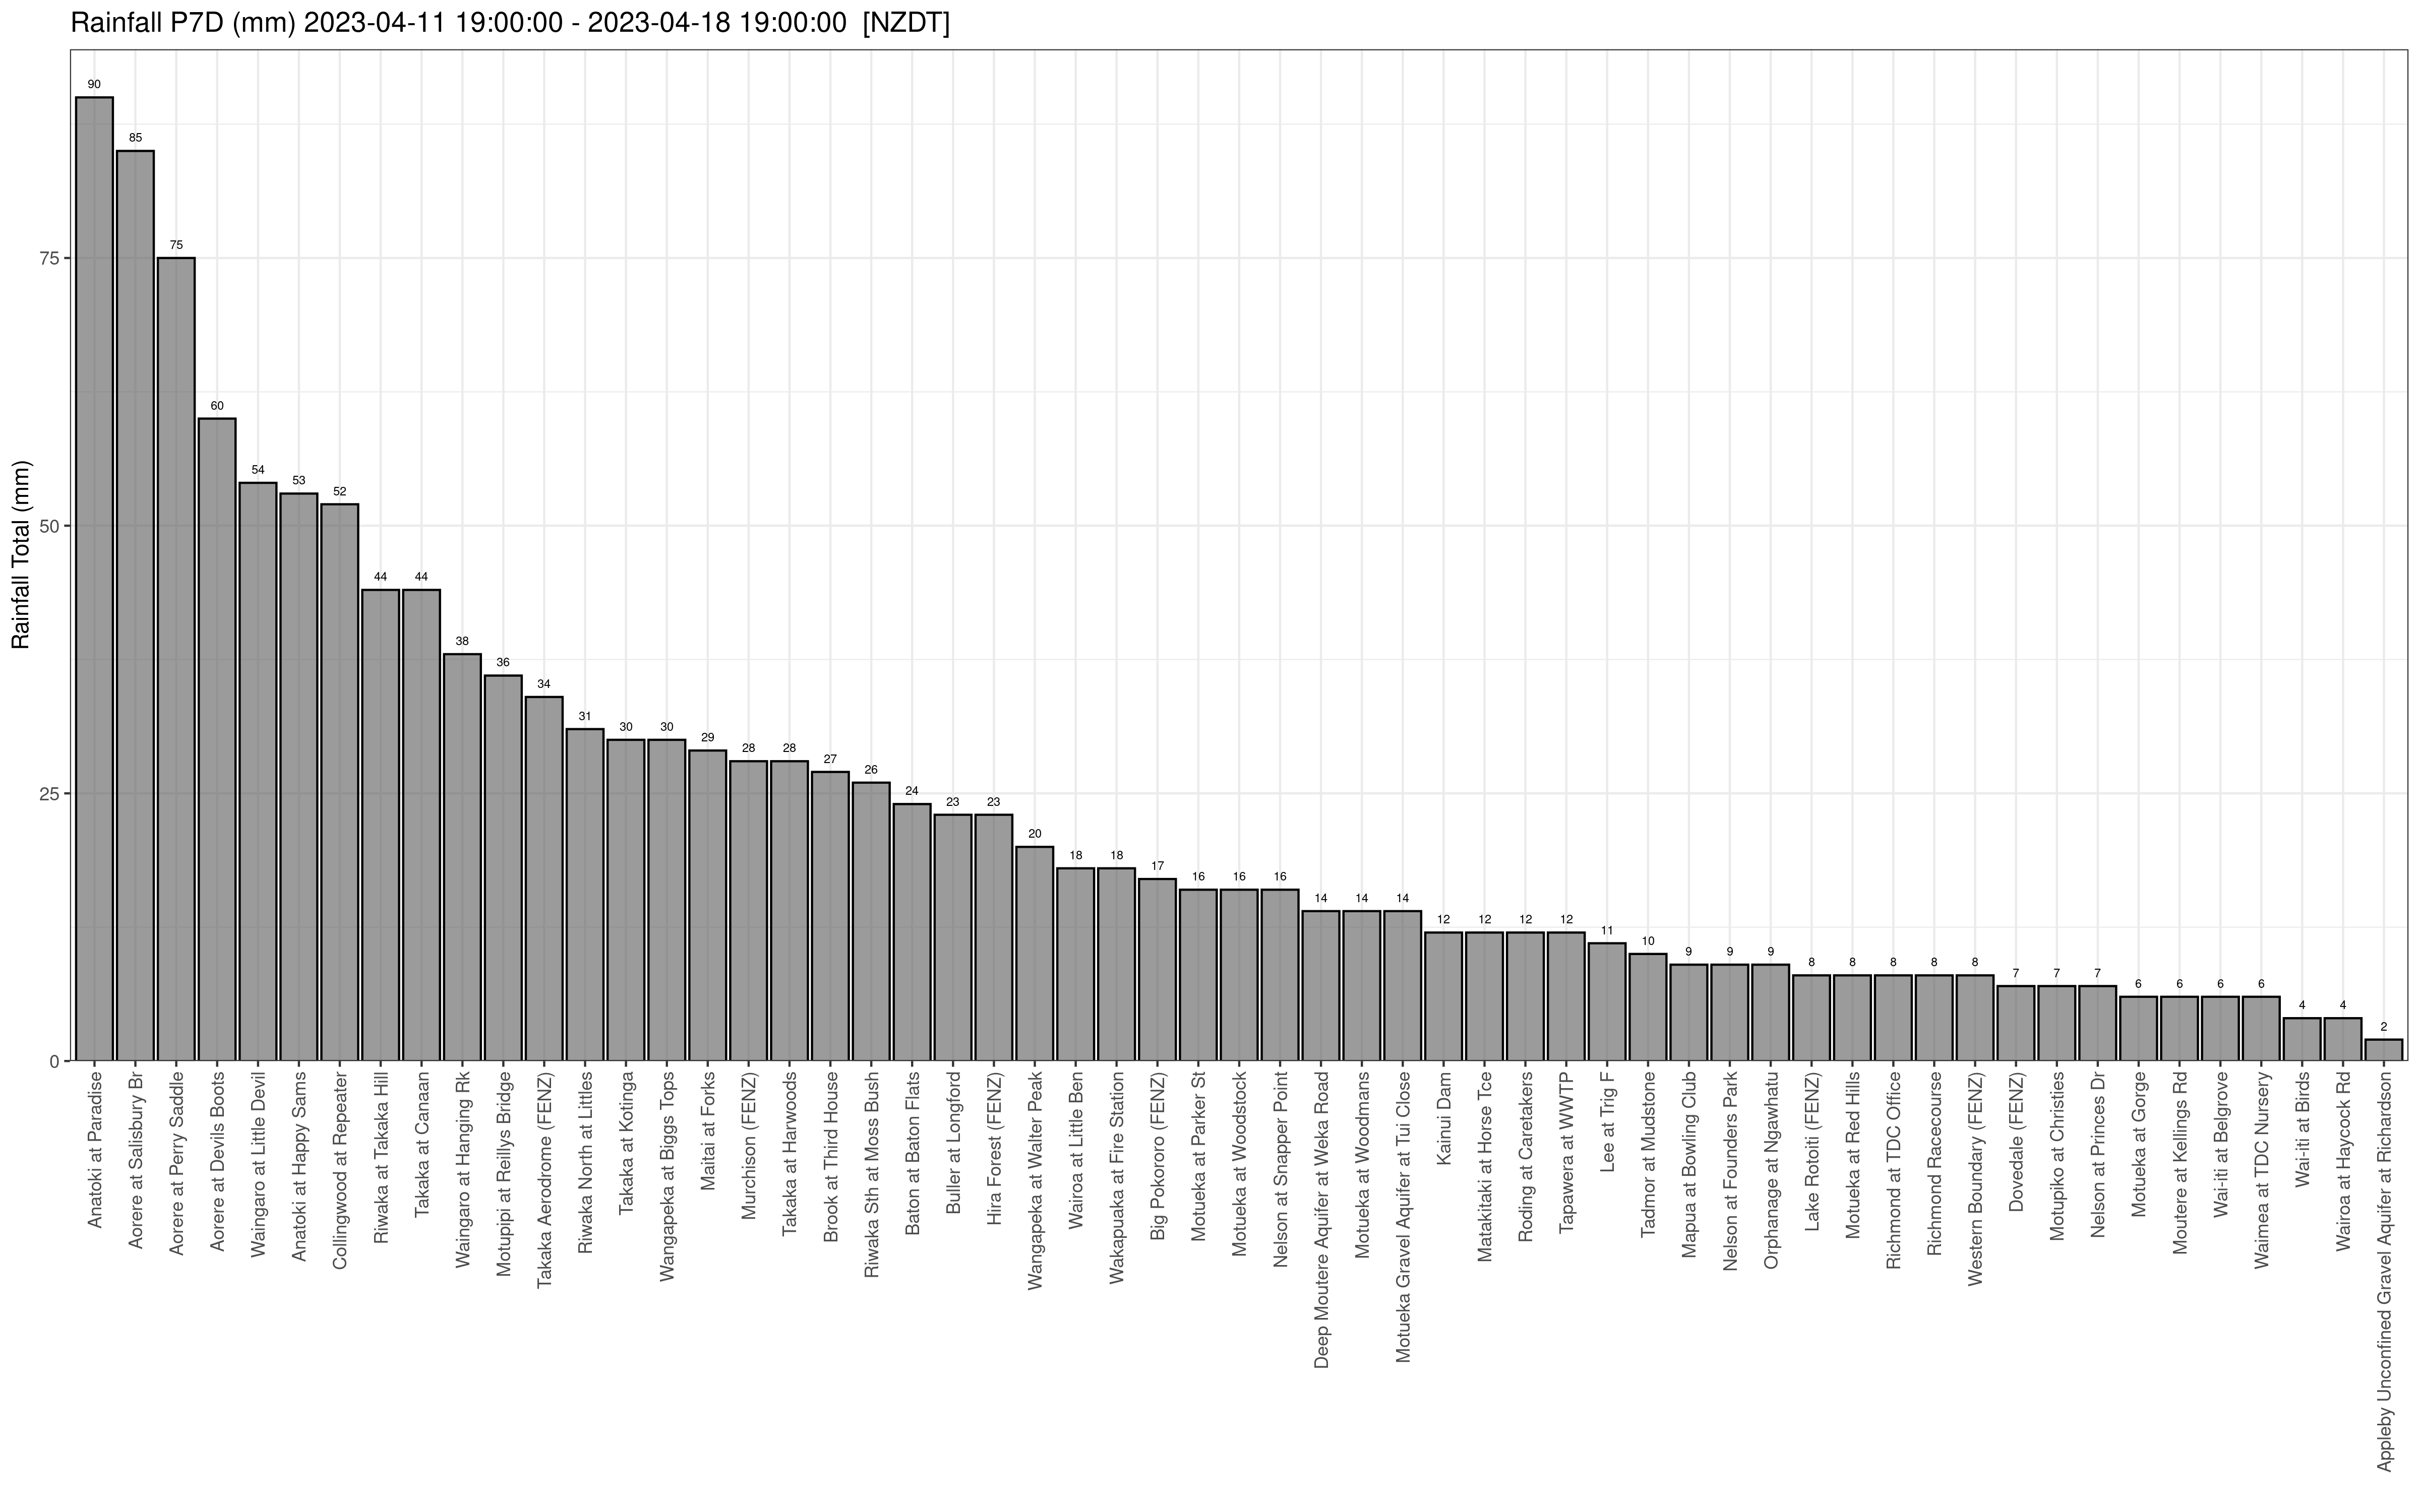 Rainfall P7D (mm) 2023-04-11 19:00:00 - 2023-04-18 19:00:00 [NZDT]
Rainfall Total (mm)
75
50
25
0
90
85
75
60
54
53
52
44
44
38
36
34
31
30
30
29
28
28
27
26
24
23
23
20
18
18
17
16
16
16
14
14
14
12
12
12
12
11
10
9
9
9
8
8
8
8
8
7
7
7
6
6
6
6
4
4
2
Anatoki at Paradise
Aorere at Salisbury Br
Aorere at Perry Saddle
Aorere at Devils Boots
Waingaro at Little Devil
Anatoki at Happy Sams
Collingwood at Repeater
Riwaka at Takaka Hill
Takaka at Canaan
Waingaro at Hanging Rk
Motupipi at Reillys Bridge
Takaka Aerodrome (FENZ)
Riwaka North at Littles
Takaka at Kotinga
Wangapeka at Biggs Tops
Maitai at Forks
Murchison (FENZ)
Takaka at Harwoods
Brook at Third House
Riwaka Sth at Moss Bush
Baton at Baton Flats
Buller at Longford
Hira Forest (FENZ)
Wangapeka at Walter Peak
Wairoa at Little Ben
Wakapuaka at Fire Station
Big Pokororo (FENZ)
Motueka at Parker St
Motueka at Woodstock
Nelson at Snapper Point
Deep Moutere Aquifer at Weka Road
Motueka at Woodmans
Motueka Gravel Aquifer at Tui Close
Kainui Dam
Matakitaki at Horse Tce
Roding at Caretakers
Tapawera at WWTP
Lee at Trig F
Tadmor at Mudstone
Mapua at Bowling Club
Nelson at Founders Park
Orphanage at Ngawhatu
Lake Rotoiti (FENZ)
Motueka at Red Hills
Richmond at TDC Office
Richmond Racecourse
Western Boundary (FENZ)
Dovedale (FENZ)
Motupiko at Christies
Nelson at Princes Dr
Motueka at Gorge
Moutere at Kellings Rd
Wai-iti at Belgrove
Waimea at TDC Nursery
Wai-iti at Birds
Wairoa at Haycock Rd
Appleby Unconfined Gravel Aquifer at Richardson